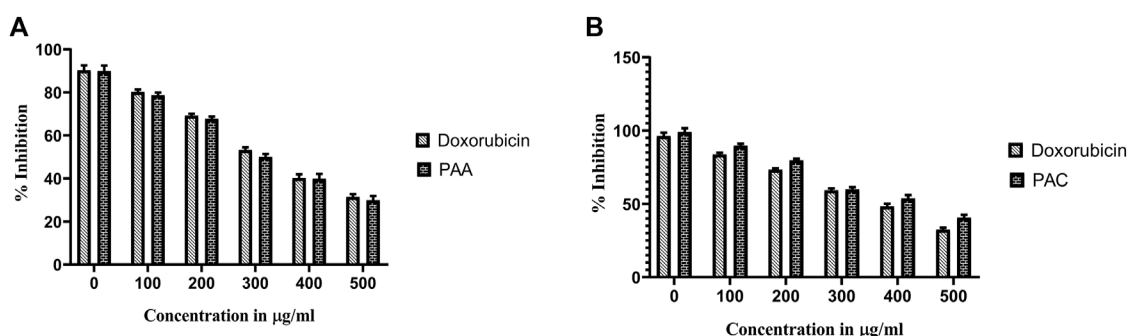 A
100
80
60
40
20
0
% Inhibition
0 100 200 300 400 500
Concentration in μg/ml
Doxorubicin
PAA
B
150
100
50
0
% Inhibition
0 100 200 300 400 500
Concentration in μg/ml
Doxorubicin
PAC